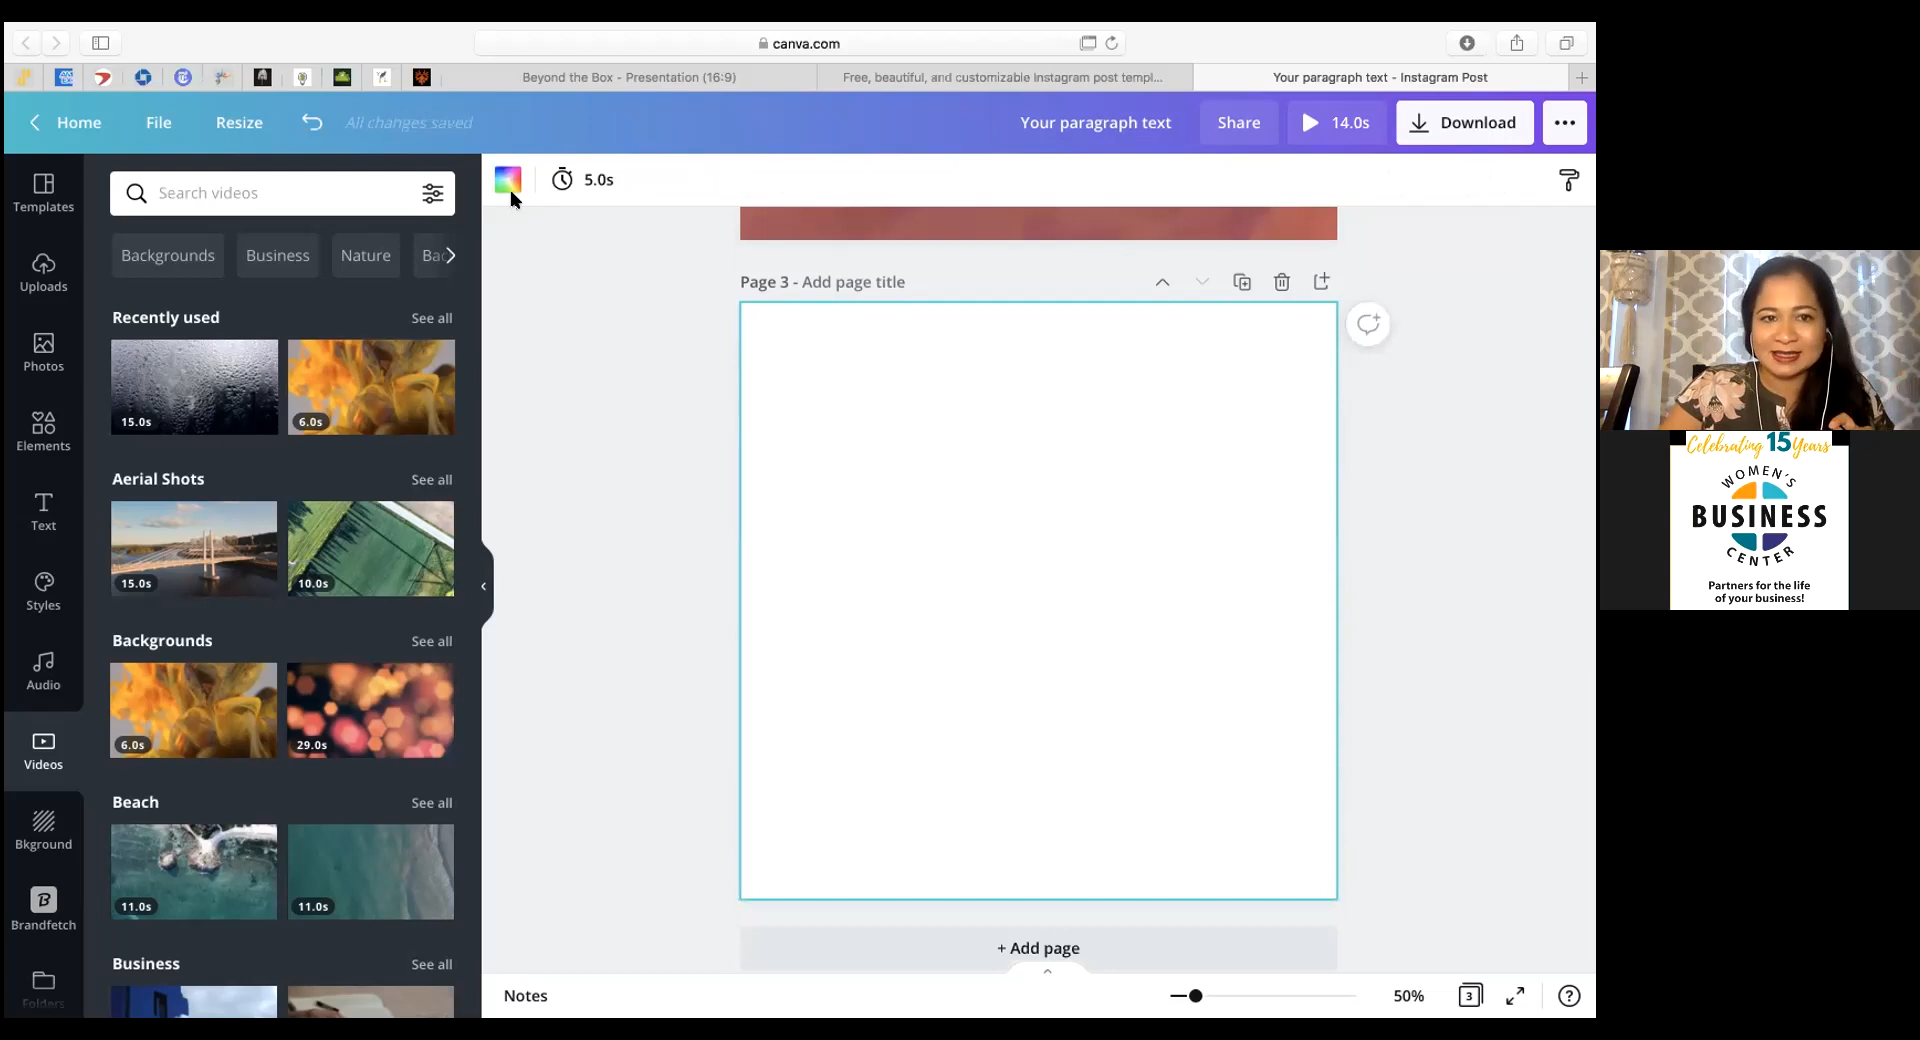 canva.com
Beyond the Box - Presentation (16:9)
Free, beautiful, and customizable Instagram post templ...
Your paragraph text - Instagram Post
Home
File
Resize
All changes saved
Your paragraph text
Share
14.0s
Download
Templates
Uploads
Photos
Elements
Text
Styles
Audio
Videos
Bkground
Brandfetch
Folders
Search videos
Backgrounds
Business
Nature
Bac
Recently used
See all
15.0s
6.0s
Aerial Shots
See all
15.0s
10.0s
Backgrounds
See all
6.0s
29.0s
Beach
See all
11.0s
11.0s
Business
See all
5.0s
Page 3 - Add page title
+ Add page
Notes
50%
3
Celebrating 15 Years
WOMEN'S
BUSINESS
CENTER
Partners for the life
of your business!